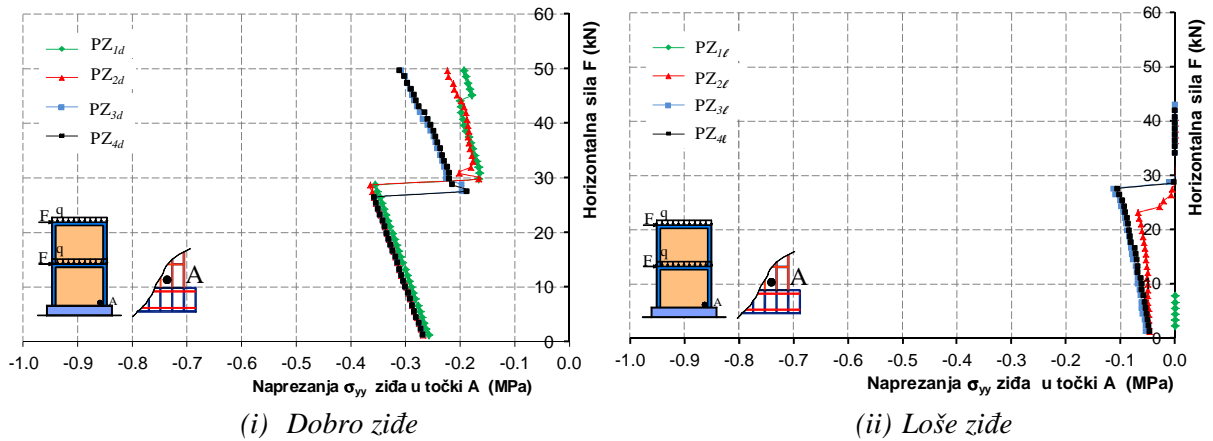 PZ1d
PZ2d
PZ3d
PZ4d
60
50
40
30
20
10
0
Horizontalna sila F (kN)
F q
F q
A
A
-1.0 -0.9 -0.8 -0.7 -0.6 -0.5 -0.4 -0.3 -0.2 -0.1 0.0
Naprezanja σyy ziđa u točki A (MPa)
(i) Dobro ziđe
PZ1ℓ
PZ2ℓ
PZ3ℓ
PZ4ℓ
60
50
40
30
20
10
0
Horizontalna sila F (kN)
F q
F q
A
A
-1.0 -0.9 -0.8 -0.7 -0.6 -0.5 -0.4 -0.3 -0.2 -0.1 0.0
Naprezanja σyy ziđa u točki A (MPa)
(ii) Loše ziđe